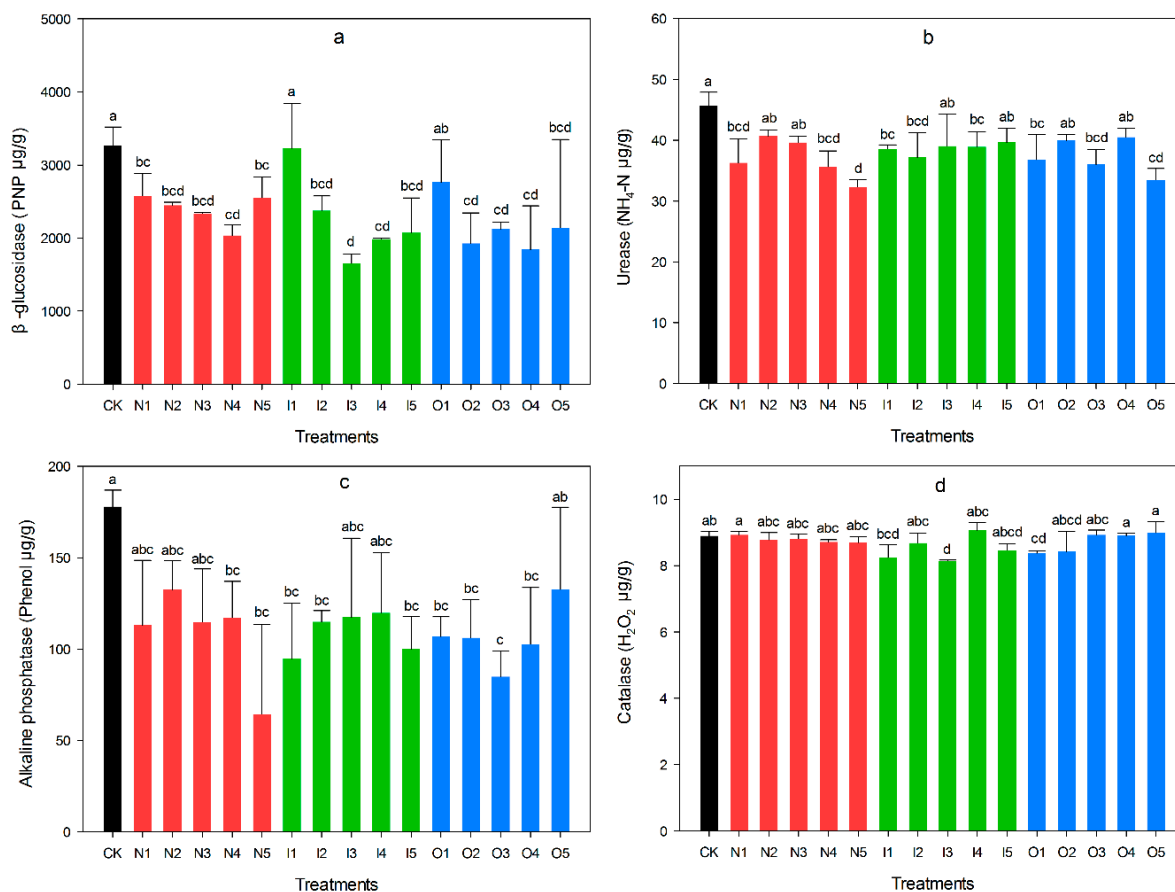 a
β -glucosidase ( PNP µg/g)
5000
4000
3000
2000
1000
0
a bc bcd bcd cd bc a bcd d cd bcd ab cd cd cd bcd
CK N1 N2 N3 N4 N5 I1 I2 I3 I4 I5 O1 O2 O3 O4 O5
Treatments
b
Urease (NH₄-N µg/g)
60
50
40
30
20
10
0
a bcd ab ab bcd d bc bcd ab bc ab bc ab bcd ab cd
CK N1 N2 N3 N4 N5 I1 I2 I3 I4 I5 O1 O2 O3 O4 O5
Treatments
c
Alkaline phosphatase (Phenol µg/g)
200
150
100
50
0
a abc abc abc bc bc bc bc abc abc bc bc bc c bc ab
CK N1 N2 N3 N4 N5 I1 I2 I3 I4 I5 O1 O2 O3 O4 O5
Treatments
d
Catalase (H₂O₂ µg/g)
10
8
6
4
2
0
ab a abc abc abc abc bcd abc d abc abcd cd abcd abc a a
CK N1 N2 N3 N4 N5 I1 I2 I3 I4 I5 O1 O2 O3 O4 O5
Treatments